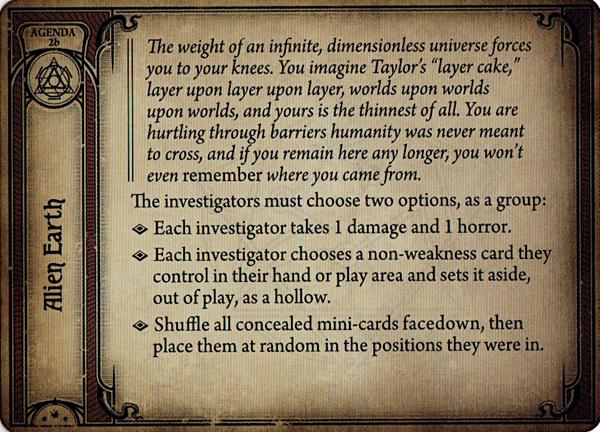 AGENDA
2b
Alien Earth
The weight of an infinite, dimensionless universe forces
you to your knees. You imagine Taylor’s “layer cake,”
layer upon layer upon layer, worlds upon worlds
upon worlds, and yours is the thinnest of all. You are
hurtling through barriers humanity was never meant
to cross, and if you remain here any longer, you won’t
even remember where you came from.
The investigators must choose two options, as a group:
Each investigator takes 1 damage and 1 horror.
Each investigator chooses a non-weakness card they
control in their hand or play area and sets it aside,
out of play, as a hollow.
Shuffle all concealed mini-cards facedown, then
place them at random in the positions they were in.